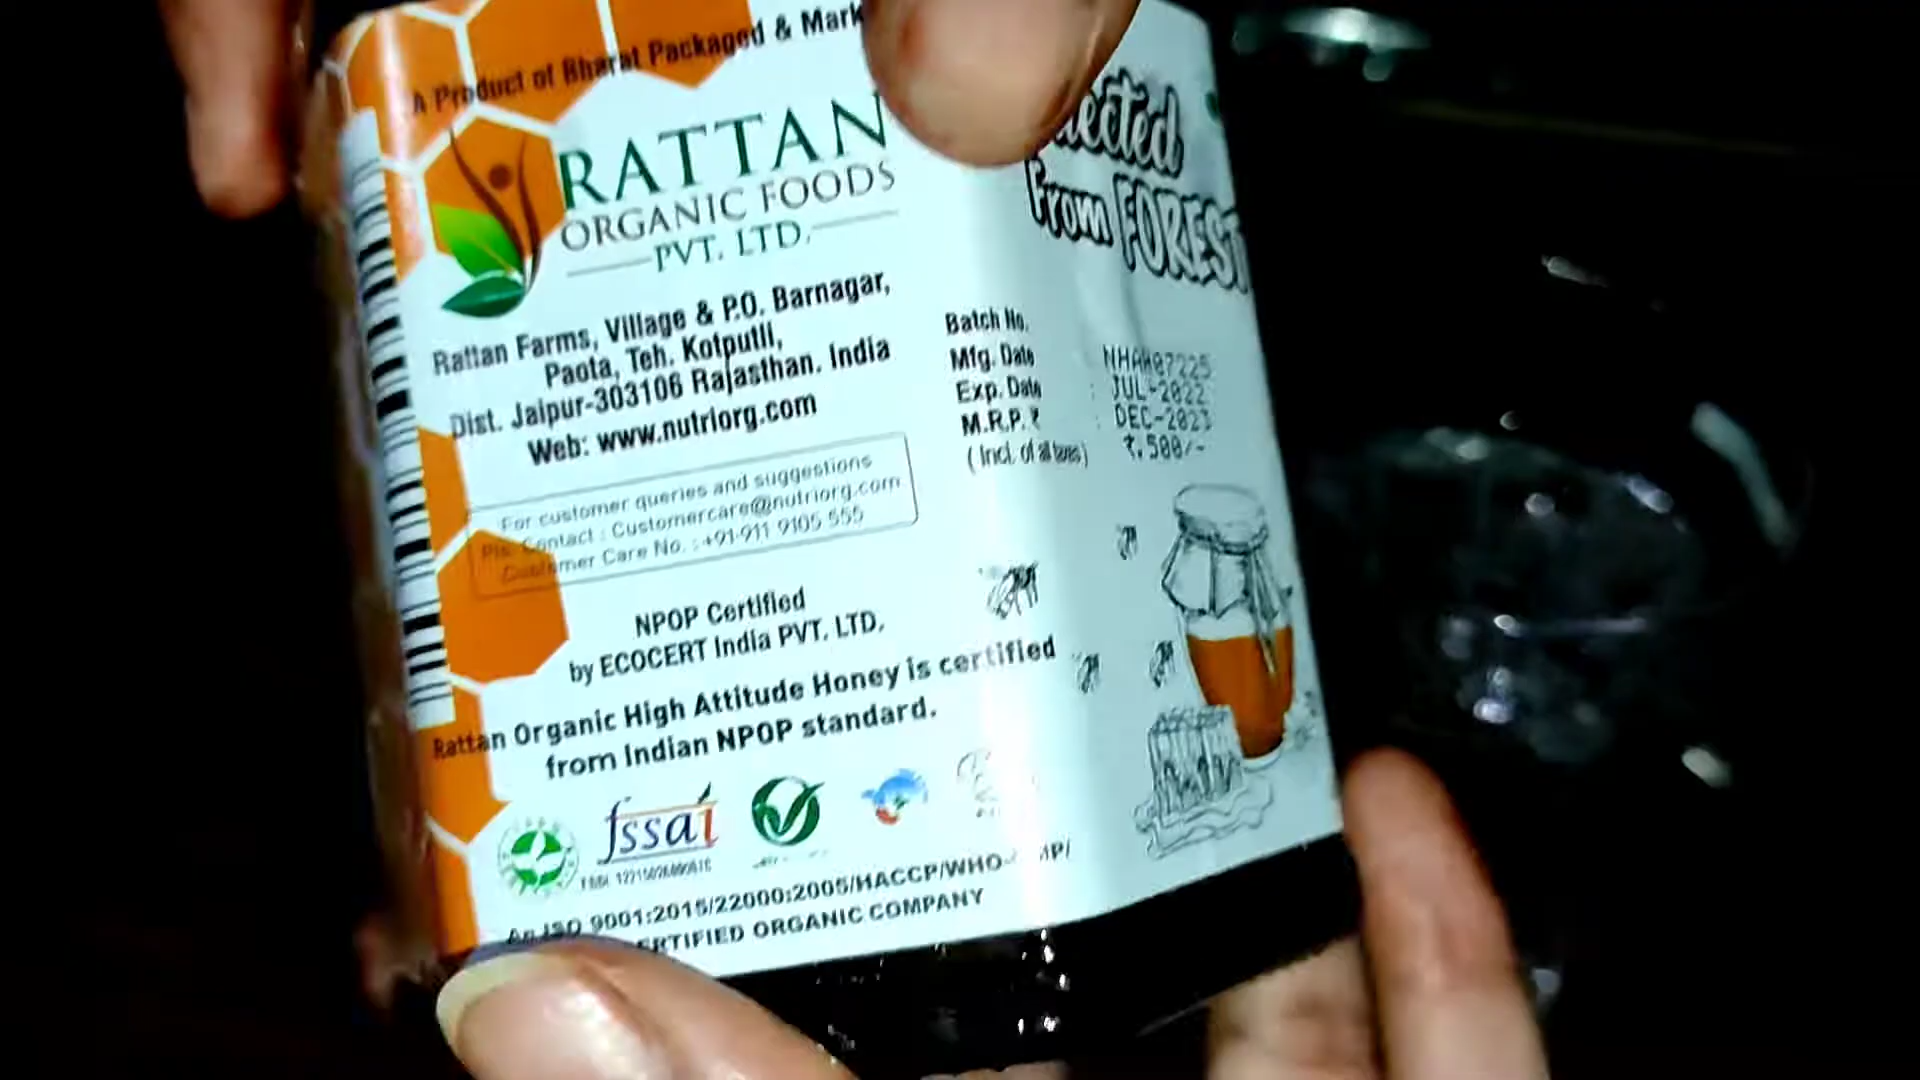 A Product of Bharat Packaged & Mark
RATTAN
ORGANIC FOODS
PVT. LTD.
Rattan Farms, Village & P.O. Barnagar,
Paota, Teh. Kotputli,
Dist. Jaipur-303106 Rajasthan. India
Web: www.nutriorg.com
For customer queries and suggestions
Pls. Contact : Customercare@nutriorg.com
Customer Care No. : +91-911 9105 555
NPOP Certified
by ECOCERT India PVT. LTD.
Rattan Organic High Attitude Honey is certified
from Indian NPOP standard.
fssai
An ISO 9001:2015/22000:2005/HACCP/WHO- MP/
ERTIFIED ORGANIC COMPANY
lected
from FOREST
Batch No.
Mfg. Date : JUL-2022
Exp. Date : DEC-2023
M.R.P. ₹ : ₹.500/-
(Incl. of all taxes)